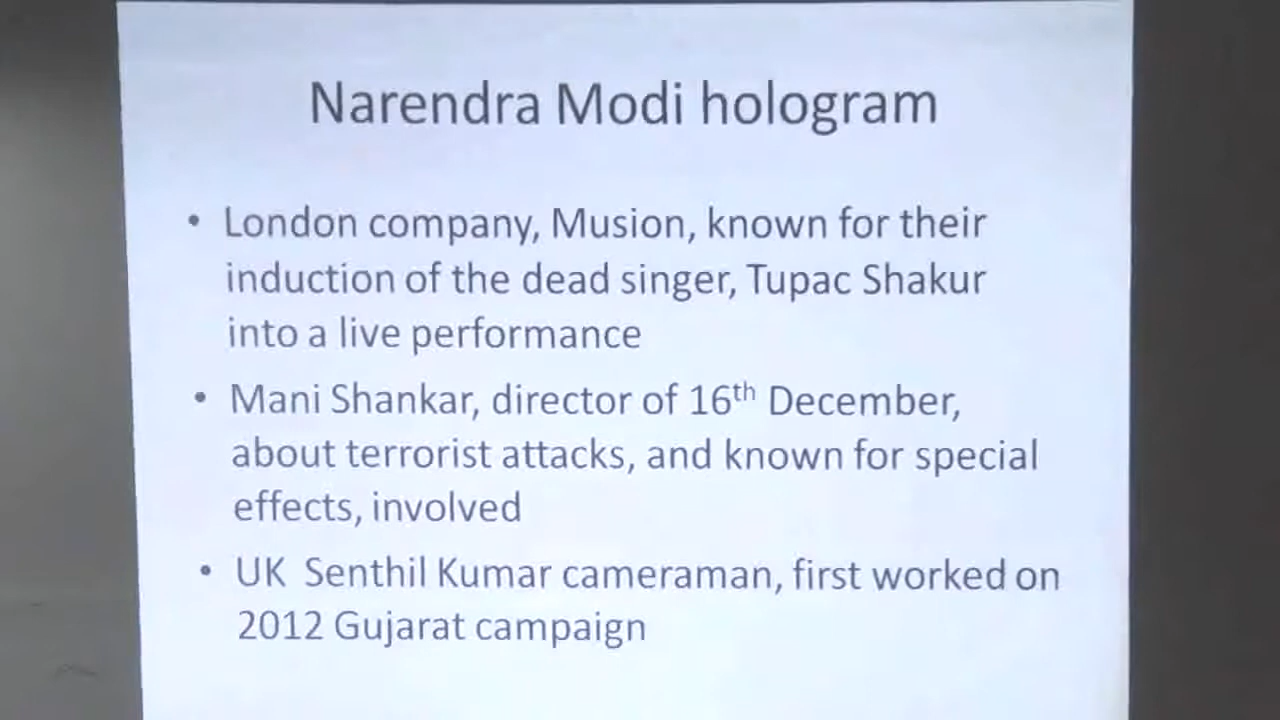 Narendra Modi hologram
• London company, Musion, known for their
induction of the dead singer, Tupac Shakur
into a live performance
• Mani Shankar, director of 16th December,
about terrorist attacks, and known for special
effects, involved
• UK Senthil Kumar cameraman, first worked on
2012 Gujarat campaign